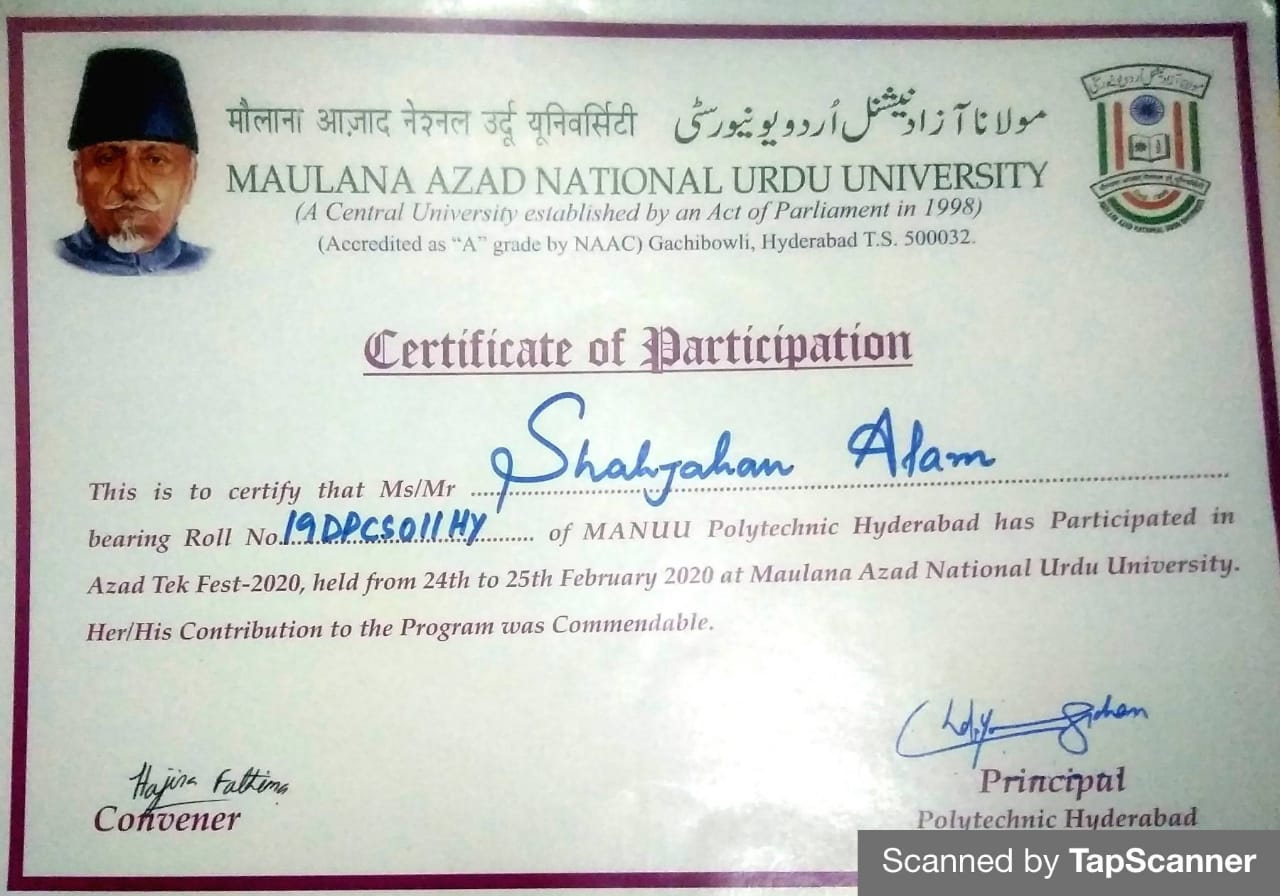 मौलाना आज़ाद नेशनल उर्दू यूनिवर्सिटी مولانا آزاد نیشنل اُردو یونیورسٹی
MAULANA AZAD NATIONAL URDU UNIVERSITY
(A Central University established by an Act of Parliament in 1998)
(Accredited as “A” grade by NAAC) Gachibowli, Hyderabad T.S. 500032.
Certificate of Participation
This is to certify that Ms/Mr Shahjahan Alam
bearing Roll No. 19DPCS011HY of MANUU Polytechnic Hyderabad has Participated in
Azad Tek Fest-2020, held from 24th to 25th February 2020 at Maulana Azad National Urdu University.
Her/His Contribution to the Program was Commendable.
Hajira Fathima
Convener
Principal
Polytechnic Hyderabad
Scanned by TapScanner